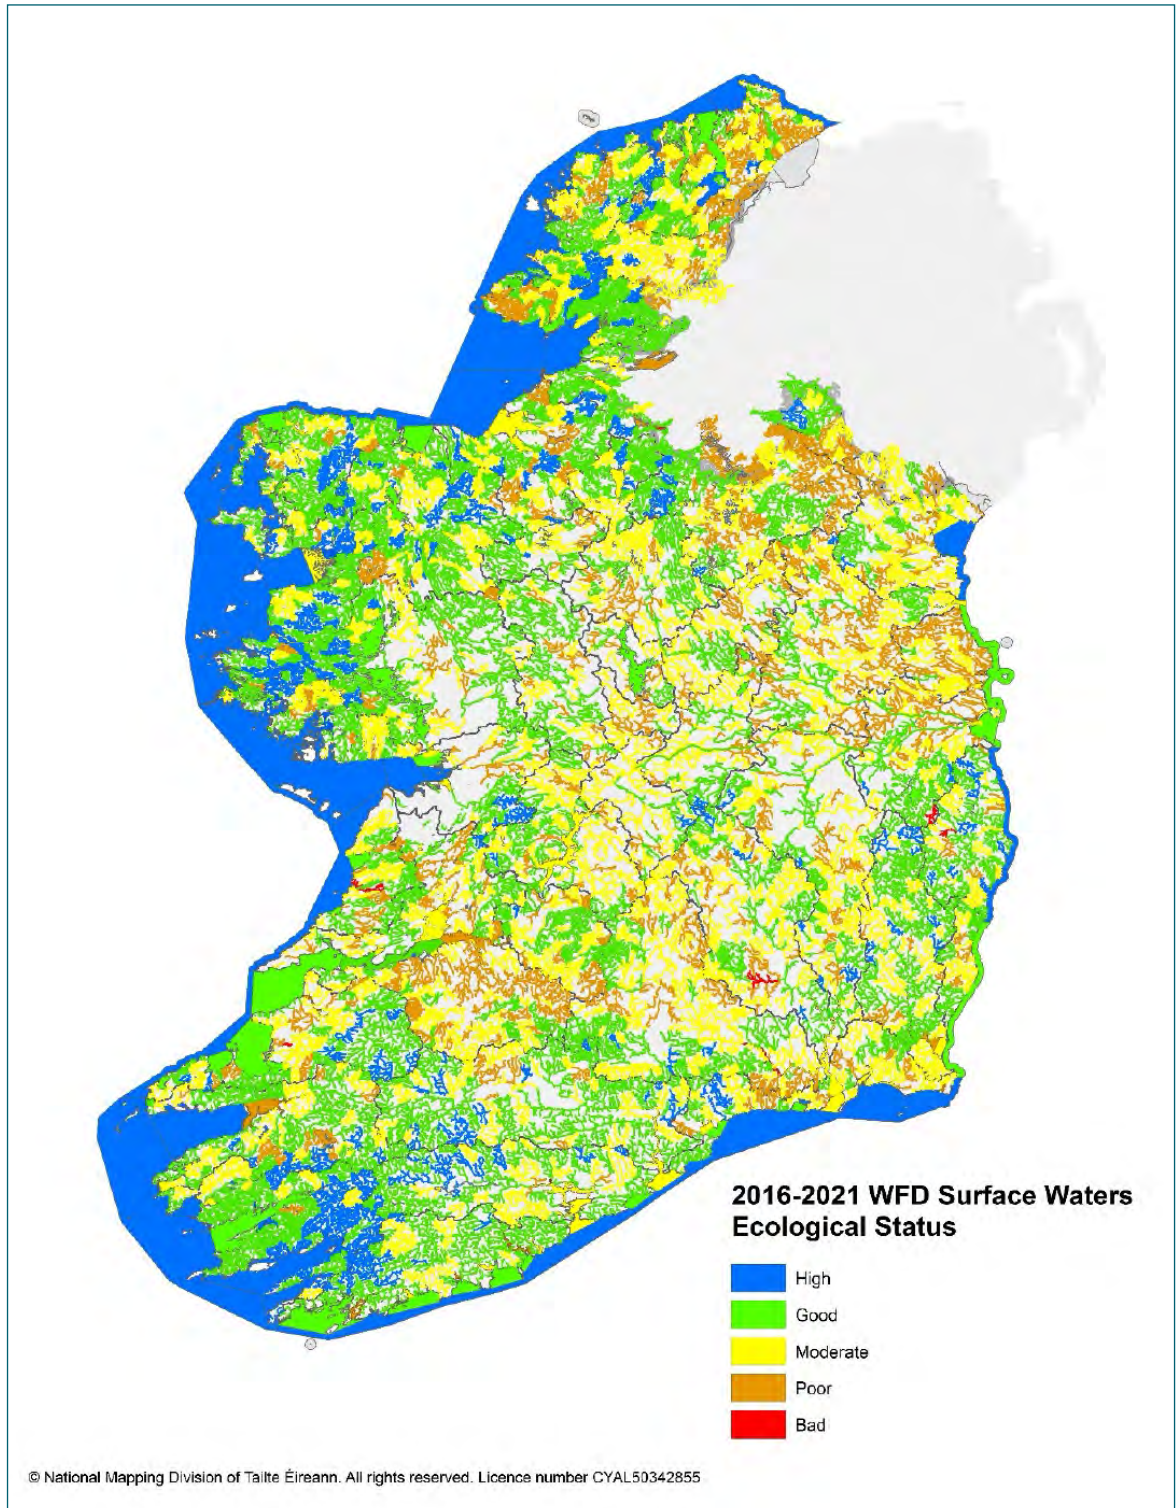 2016-2021 WFD Surface Waters
Ecological Status
High
Good
Moderate
Poor
Bad
© National Mapping Division of Tailte Éireann. All rights reserved. Licence number CYAL50342855